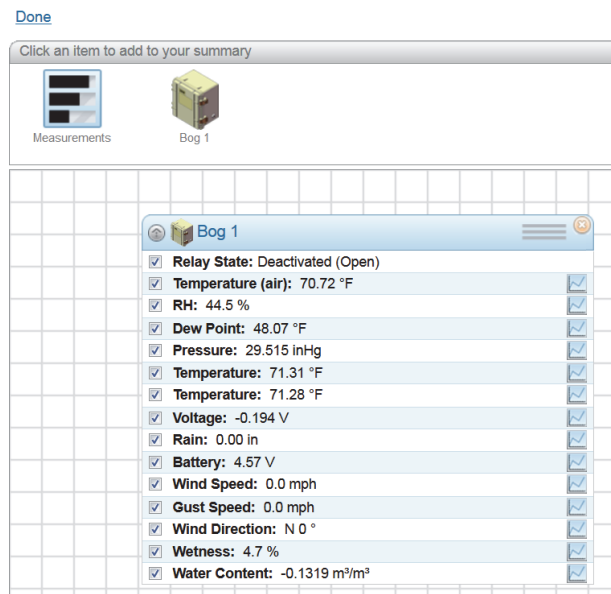 Done
Click an item to add to your summary
Measurements
Bog 1
Bog 1
Relay State: Deactivated (Open)
Temperature (air): 70.72 °F
RH: 44.5 %
Dew Point: 48.07 °F
Pressure: 29.515 inHg
Temperature: 71.31 °F
Temperature: 71.28 °F
Voltage: -0.194 V
Rain: 0.00 in
Battery: 4.57 V
Wind Speed: 0.0 mph
Gust Speed: 0.0 mph
Wind Direction: N 0 °
Wetness: 4.7 %
Water Content: -0.1319 m³/m³